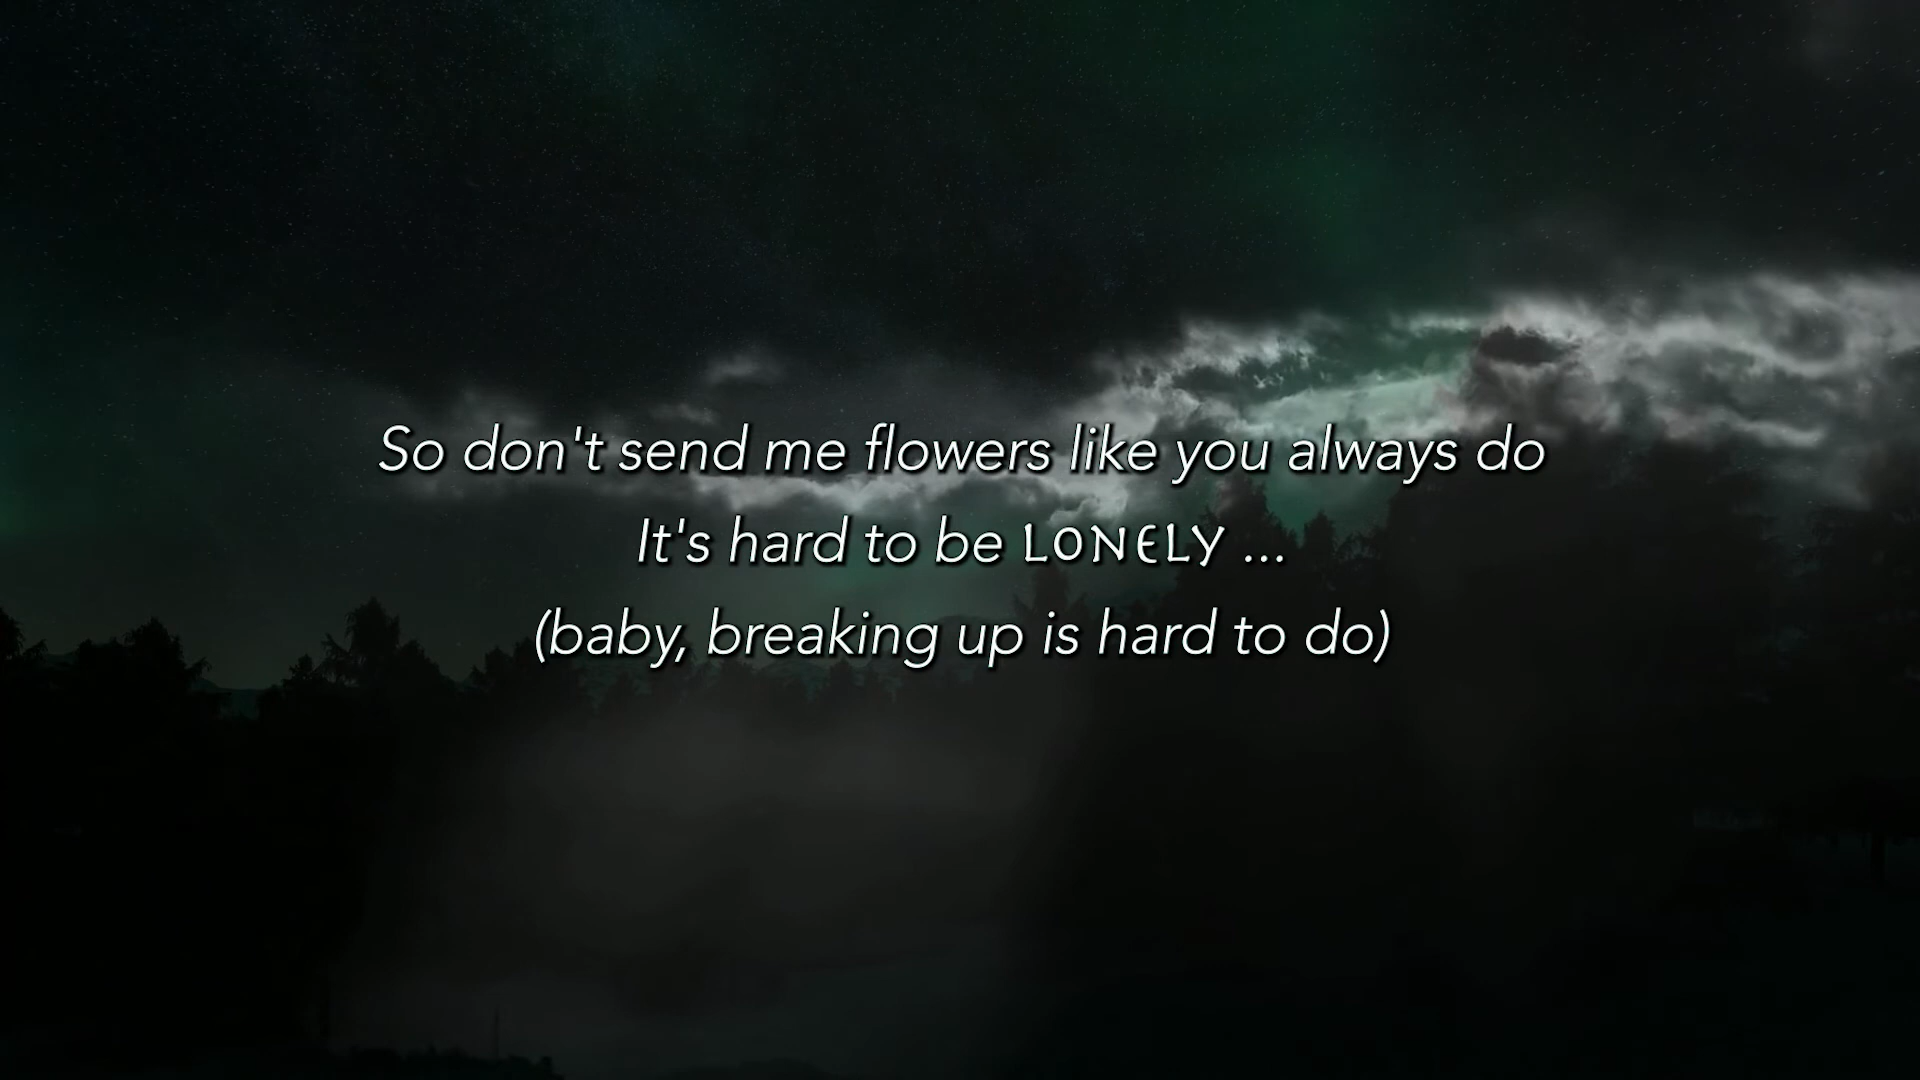 So don't send me flowers like you always do
It's hard to be LONELY ...
(baby, breaking up is hard to do)